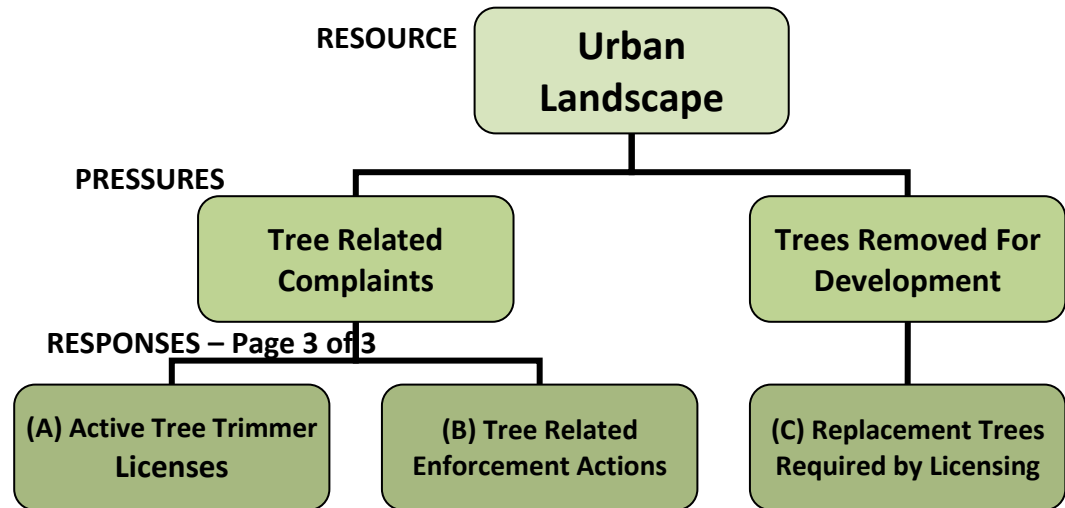 RESOURCE
Urban
Landscape
PRESSURES
Tree Related
Complaints
Trees Removed For
Development
RESPONSES – Page 3 of 3
(A) Active Tree Trimmer
Licenses
(B) Tree Related
Enforcement Actions
(C) Replacement Trees
Required by Licensing